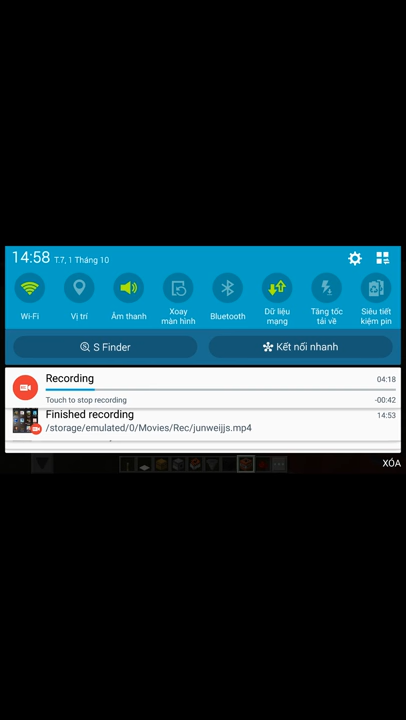 14:58 T.7, 1 Tháng 10
Wi-Fi
Vị trí
Âm thanh
Xoay
màn hình
Bluetooth
Dữ liệu
mạng
Tăng tốc
tải về
Siêu tiết
kiệm pin
S Finder
Kết nối nhanh
Recording 04:18
Touch to stop recording -00:42
Finished recording 14:53
/storage/emulated/0/Movies/Rec/junweijjs.mp4
XÓA